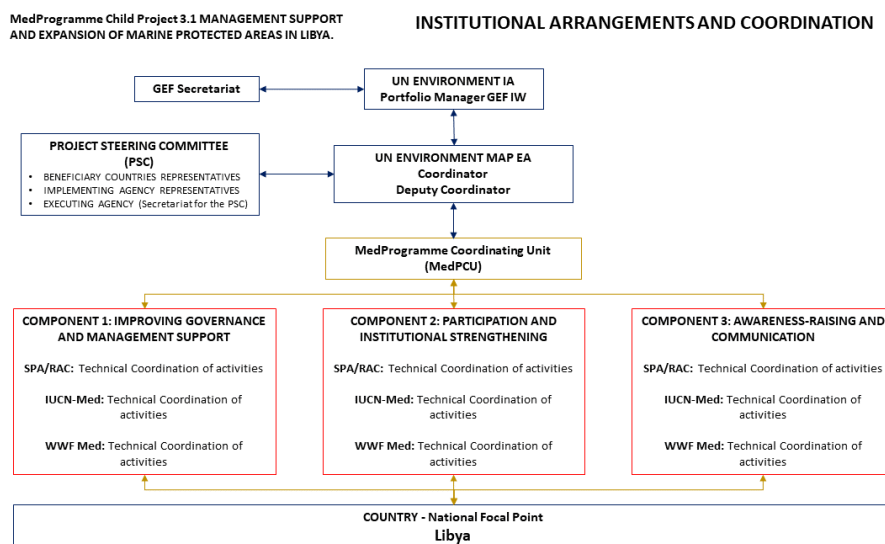 MedProgramme Child Project 3.1 MANAGEMENT SUPPORT
AND EXPANSION OF MARINE PROTECTED AREAS IN LIBYA.
INSTITUTIONAL ARRANGEMENTS AND COORDINATION
GEF Secretariat
UN ENVIRONMENT IA
Portfolio Manager GEF IW
PROJECT STEERING COMMITTEE
(PSC)
• BENEFICIARY COUNTRIES REPRESENTATIVES
• IMPLEMENTING AGENCY REPRESENTATIVES
• EXECUTING AGENCY (Secretariat for the PSC)
UN ENVIRONMENT MAP EA
Coordinator
Deputy Coordinator
MedProgramme Coordinating Unit
(MedPCU)
COMPONENT 1: IMPROVING GOVERNANCE
AND MANAGEMENT SUPPORT
SPA/RAC: Technical Coordination of activities
IUCN-Med: Technical Coordination of
activities
WWF Med: Technical Coordination of
activities
COMPONENT 2: PARTICIPATION AND
INSTITUTIONAL STRENGTHENING
SPA/RAC: Technical Coordination of activities
IUCN-Med: Technical Coordination of
activities
WWF Med: Technical Coordination of
activities
COMPONENT 3: AWARENESS-RAISING AND
COMMUNICATION
SPA/RAC: Technical Coordination of activities
IUCN-Med: Technical Coordination of
activities
WWF Med: Technical Coordination of
activities
COUNTRY - National Focal Point
Libya